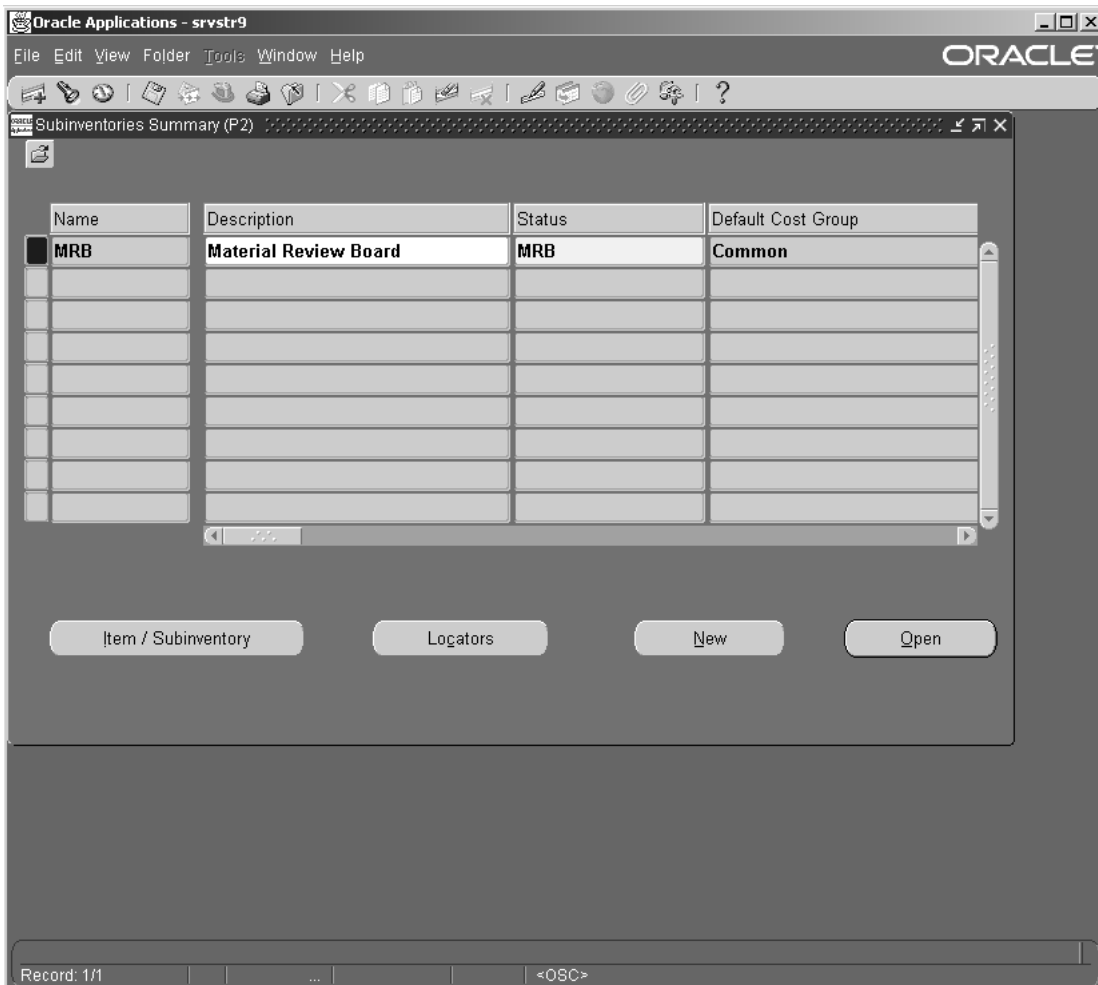 Oracle Applications - srvstr9
File Edit View Folder Tools Window Help
ORACLE
?
Subinventories Summary (P2)
Name Description Status Default Cost Group
MRB Material Review Board MRB Common
Item / Subinventory Locators New Open
Record: 1/1 ... <OSC>